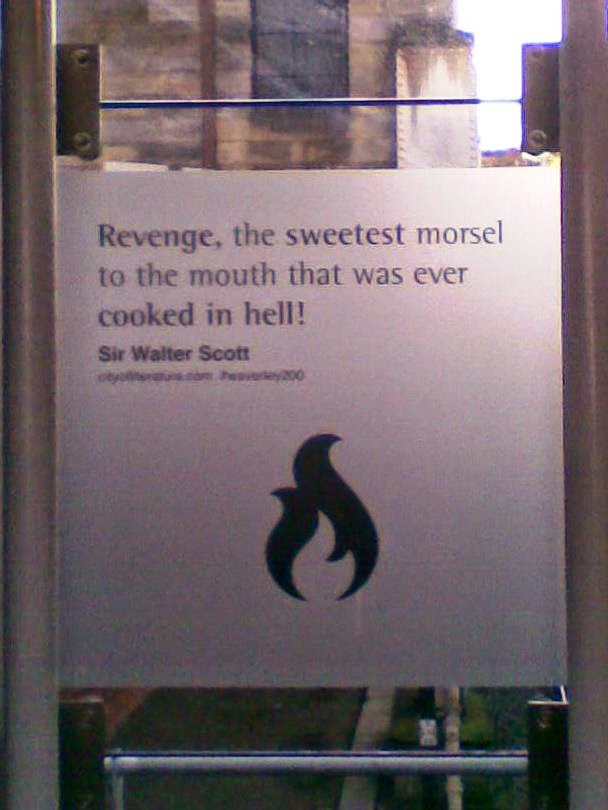 Revenge, the sweetest morsel
to the mouth that was ever
cooked in hell!
Sir Walter Scott
cityofliterature.com #waverley200